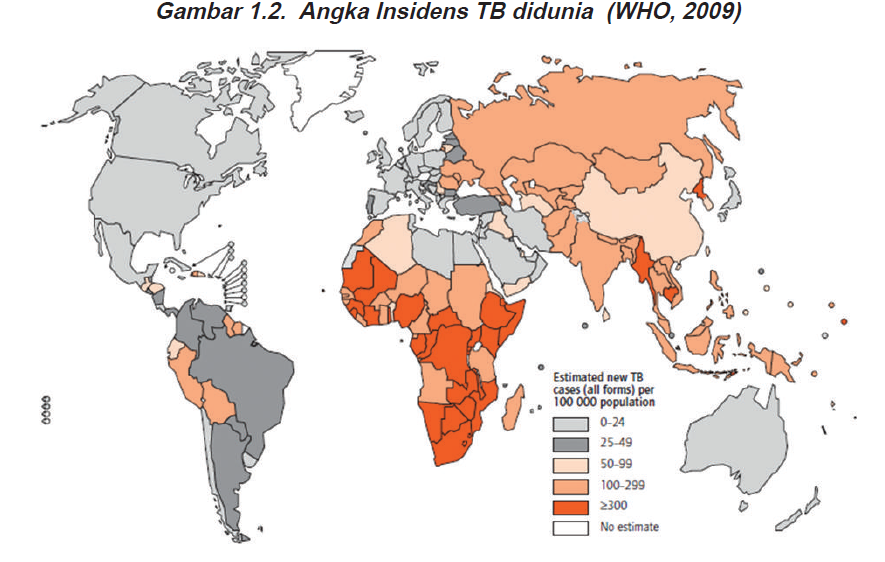 Gambar 1.2.  Angka Insidens TB didunia  (WHO, 2009)
Estimated new TB
cases (all forms) per
100 000 population
0–24
25–49
50–99
100–299
≥300
No estimate